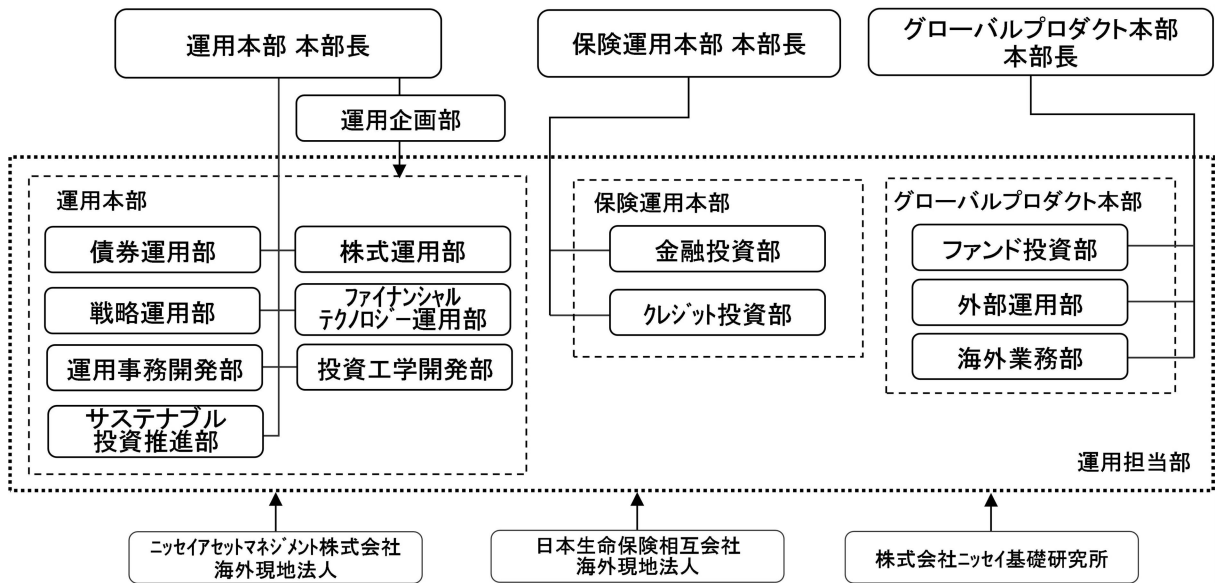 運用本部 本部長
保険運用本部 本部長
グローバルプロダクト本部
本部長
運用企画部
運用本部
債券運用部
株式運用部
戦略運用部
ファイナンシャル
テクノロジー運用部
運用事務開発部
投資工学開発部
サステナブル
投資推進部
保険運用本部
金融投資部
クレジット投資部
グローバルプロダクト本部
ファンド投資部
外部運用部
海外業務部
運用担当部
ニッセイアセットマネジメント株式会社
海外現地法人
日本生命保険相互会社
海外現地法人
株式会社ニッセイ基礎研究所